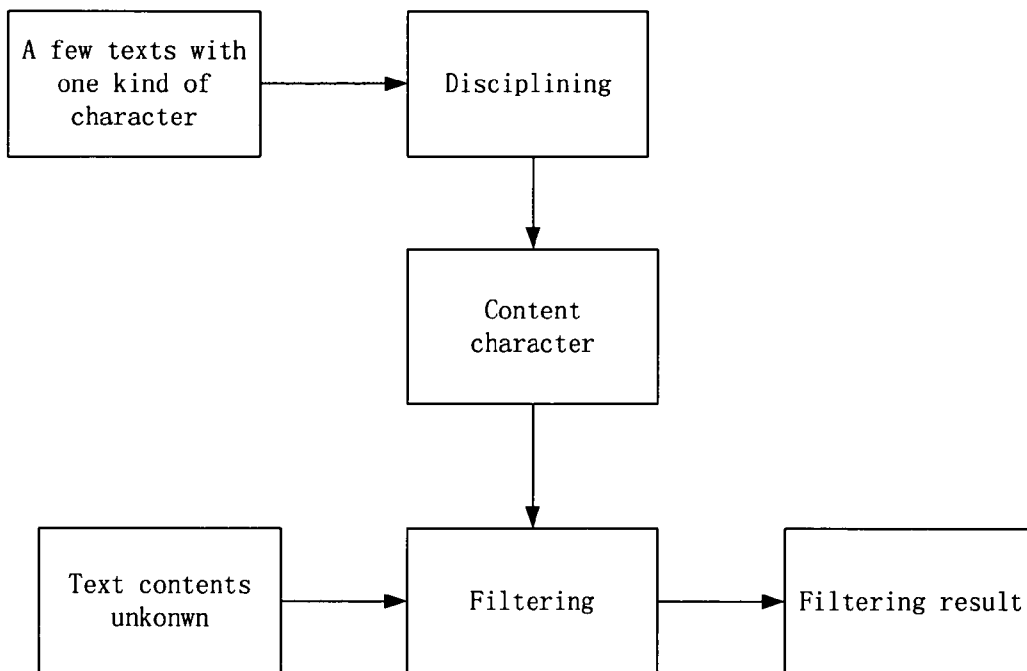 A few texts with
one kind of
character
Disciplining
Content
character
Text contents
unkonwn
Filtering
Filtering result